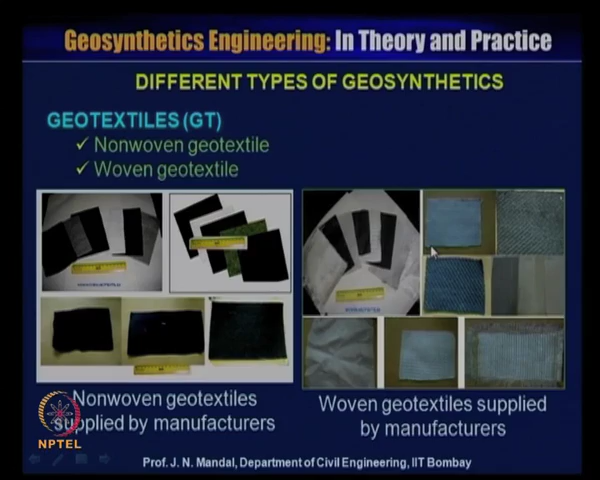 Geosynthetics Engineering: In Theory and Practice
DIFFERENT TYPES OF GEOSYNTHETICS
GEOTEXTILES (GT)
✓ Nonwoven geotextile
✓ Woven geotextile
Nonwoven geotextiles
supplied by manufacturers
Woven geotextiles supplied
by manufacturers
NPTEL
Prof. J. N. Mandal, Department of Civil Engineering, IIT Bombay